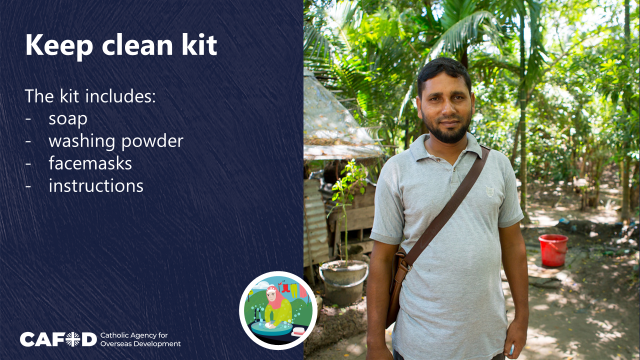 Keep clean kit
The kit includes:
- soap
- washing powder
- facemasks
- instructions
CAFOD Catholic Agency for
Overseas Development